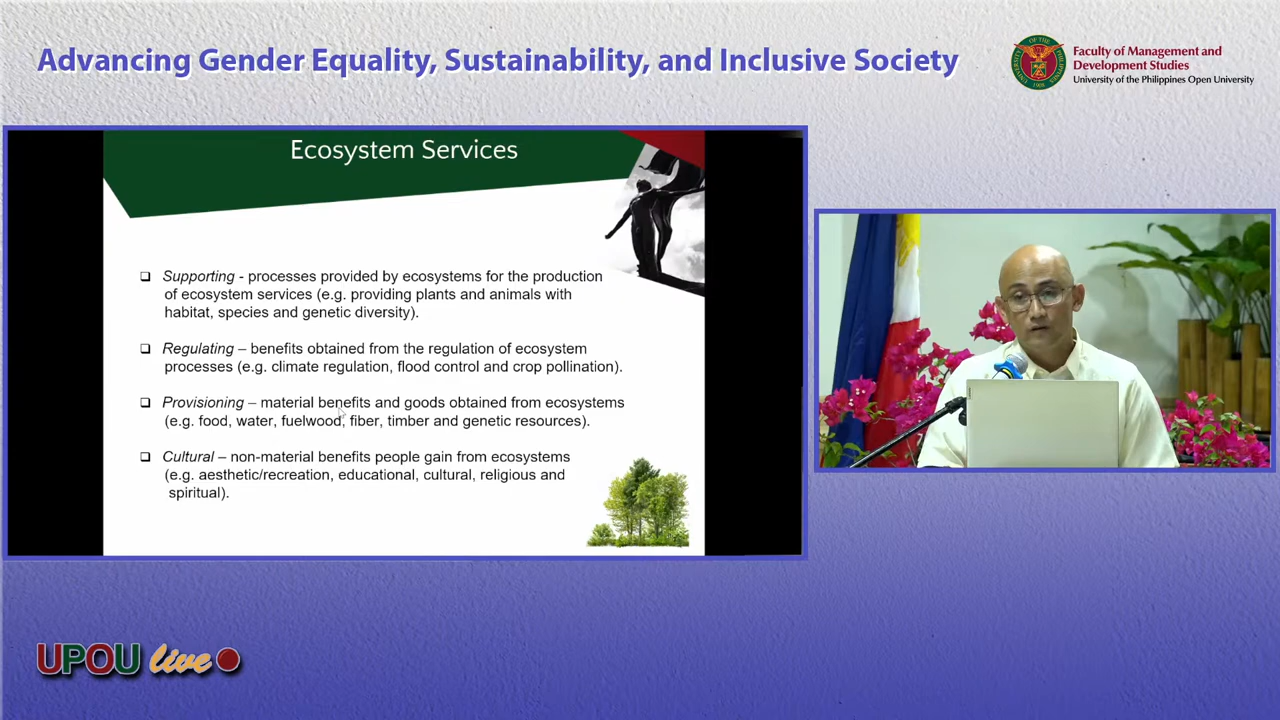 Advancing Gender Equality, Sustainability, and Inclusive Society
Faculty of Management and
Development Studies
University of the Philippines Open University
Ecosystem Services
Supporting - processes provided by ecosystems for the production
of ecosystem services (e.g. providing plants and animals with
habitat, species and genetic diversity).
Regulating – benefits obtained from the regulation of ecosystem
processes (e.g. climate regulation, flood control and crop pollination).
Provisioning – material benefits and goods obtained from ecosystems
(e.g. food, water, fuelwood, fiber, timber and genetic resources).
Cultural – non-material benefits people gain from ecosystems
(e.g. aesthetic/recreation, educational, cultural, religious and
spiritual).
UPOU live